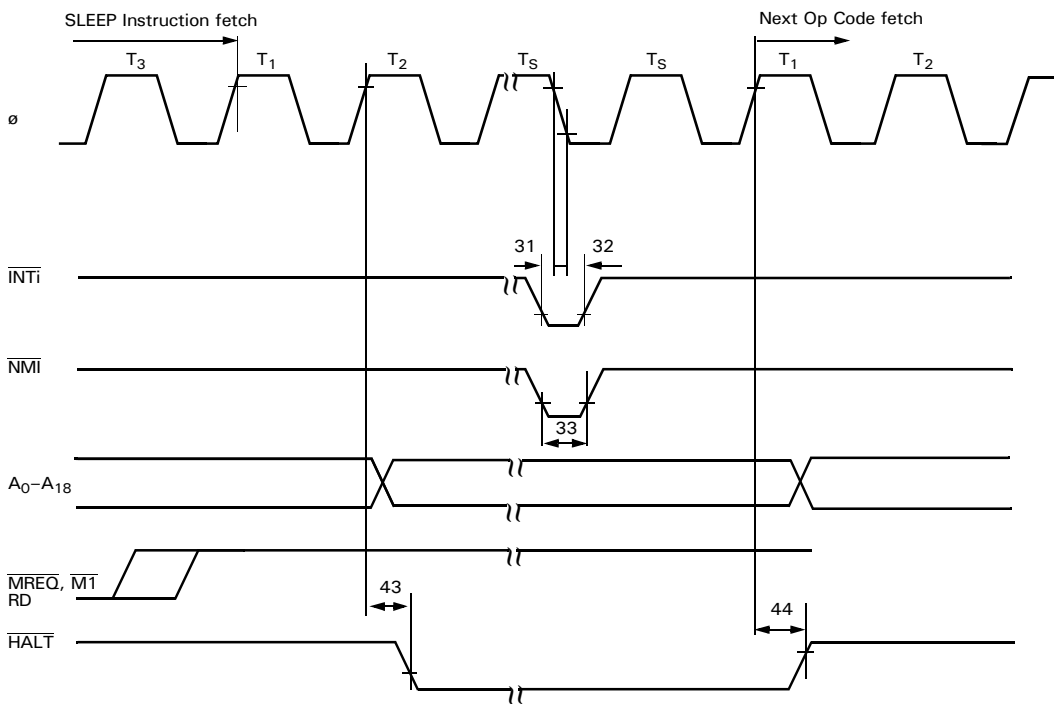 SLEEP Instruction fetch
Next Op Code fetch
T3 T1 T2 TS TS T1 T2
ø
31 32
INTi
NMI
33
A0–A18
MREQ, M1
RD
43
44
HALT